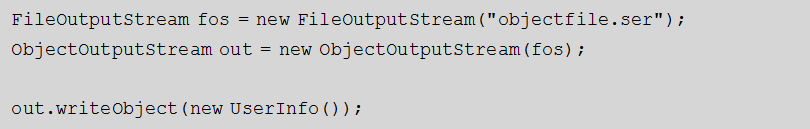 FileOutputStream fos = new FileOutputStream("objectfile.ser");
ObjectOutputStream out = new ObjectOutputStream(fos);
out.writeObject(new UserInfo());